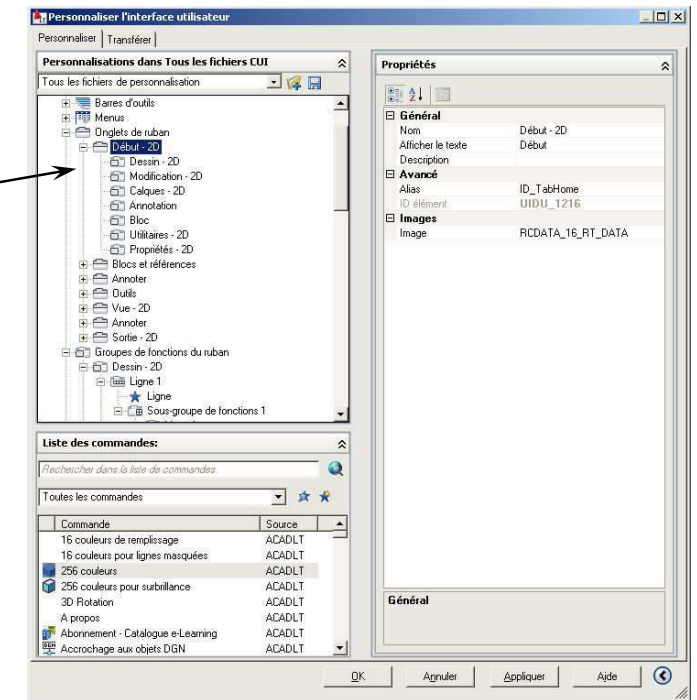 Personnaliser l'interface utilisateur
Personnaliser
Transférer
Personnalisations dans Tous les fichiers CUI
Tous les fichiers de personnalisation
Barres d'outils
Menus
Onglets de ruban
Début - 2D
Dessin - 2D
Modification - 2D
Calques - 2D
Annotation
Bloc
Utilitaires - 2D
Propriétés - 2D
Blocs et références
Annoter
Outils
Vue - 2D
Annoter
Sortie - 2D
Groupes de fonctions du ruban
Dessin - 2D
Ligne 1
Ligne
Sous-groupe de fonctions 1
Liste des commandes:
Rechercher dans la liste de commandes
Toutes les commandes
Commande Source
16 couleurs de remplissage ACADLT
16 couleurs pour lignes masquées ACADLT
256 couleurs ACADLT
256 couleurs pour surbrillance ACADLT
3D Rotation ACADLT
A propos ACADLT
Abonnement - Catalogue e-Learning ACADLT
DGN Accrochage aux objets DGN ACADLT
Propriétés
Général
Nom Début - 2D
Afficher le texte Début
Description
Avancé
Alias ID_TabHome
ID élément UIDU_1216
Images
Image RCDATA_16_RT_DATA
Général
OK
Annuler
Appliquer
Aide